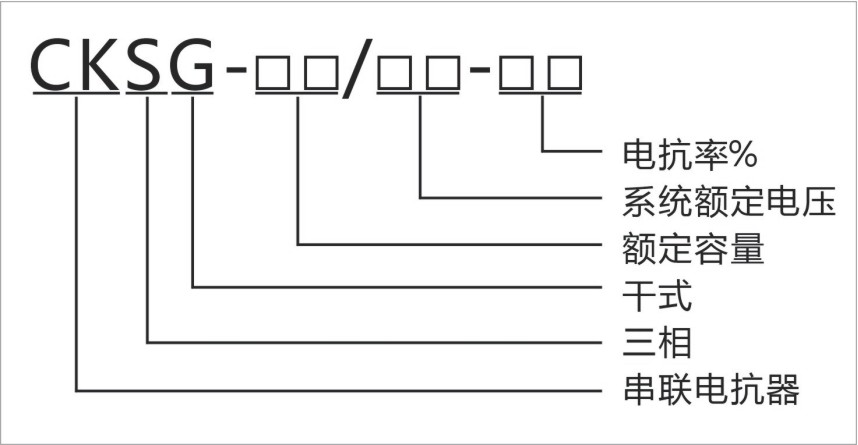 CKSG-□□/□□-□□
电抗率%
系统额定电压
额定容量
干式
三相
串联电抗器